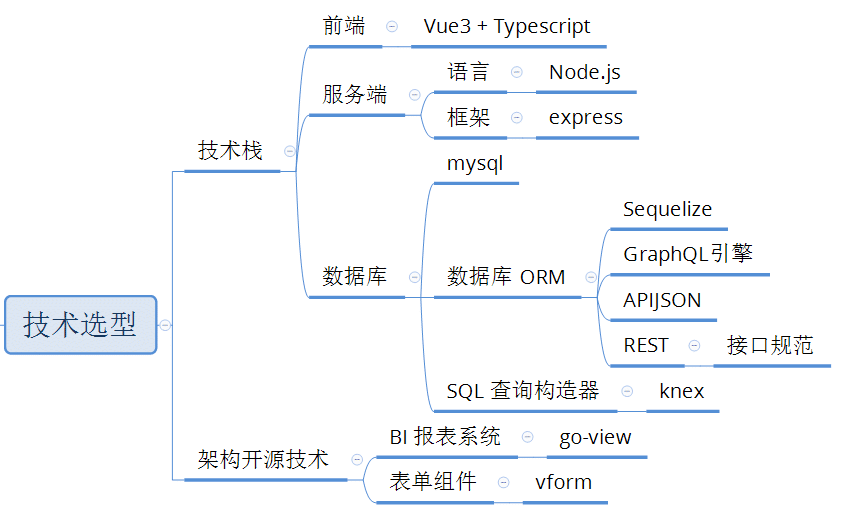 技术选型
技术栈
前端
Vue3 + Typescript
服务端
语言
Node.js
框架
express
数据库
mysql
数据库 ORM
Sequelize
GraphQL引擎
APIJSON
REST
接口规范
SQL 查询构造器
knex
架构开源技术
BI 报表系统
go-view
表单组件
vform